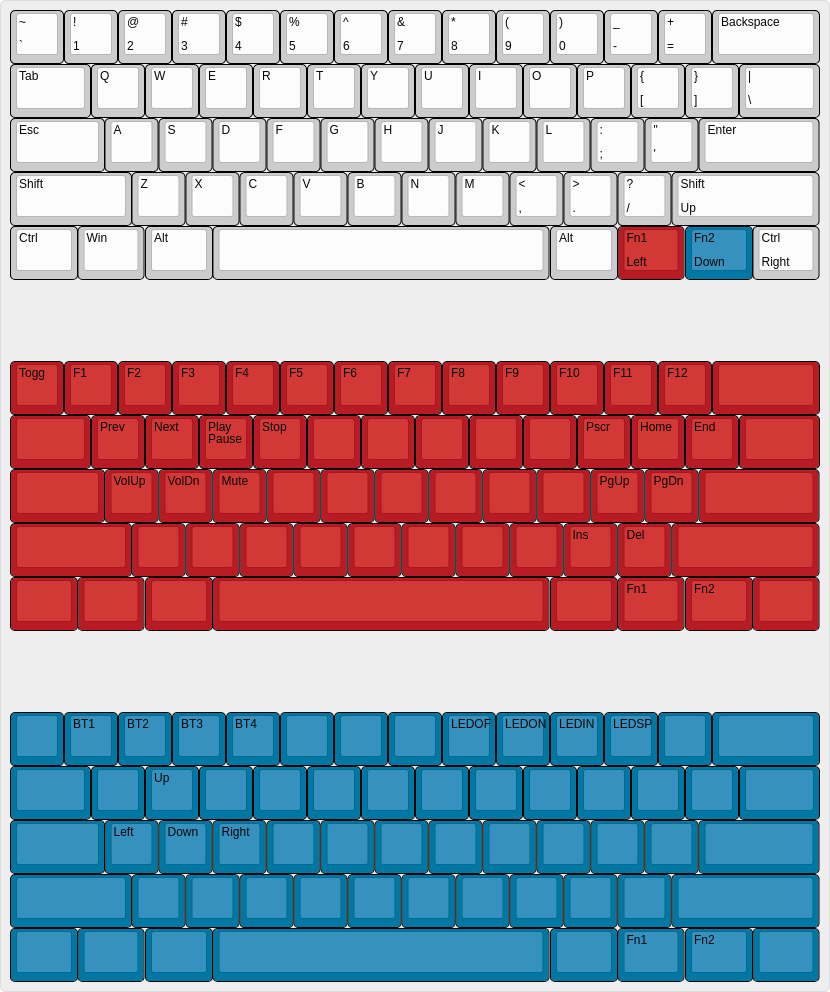 ~ ! @ # $ % ^ & * ( ) _ + Backspace
` 1 2 3 4 5 6 7 8 9 0 - =
Tab Q W E R T Y U I O P { } |
[ ] \
Esc A S D F G H J K L : " Enter
; '
Shift Z X C V B N M < > ? Shift
, . / Up
Ctrl Win Alt Alt Fn1 Fn2 Ctrl
Left Down Right
Togg F1 F2 F3 F4 F5 F6 F7 F8 F9 F10 F11 F12
Prev Next Play Stop Pscr Home End
Pause
VolUp VolDn Mute PgUp PgDn
Ins Del
Fn1 Fn2
BT1 BT2 BT3 BT4 LEDOF LEDON LEDIN LEDSP
Up
Left Down Right
Fn1 Fn2